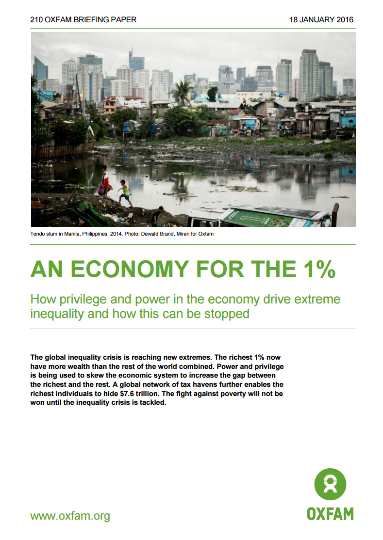 210 OXFAM BRIEFING PAPER 18 JANUARY 2016
Tondo slum in Manila, Philippines, 2014. Photo: Dewald Brand, Miran for Oxfam
AN ECONOMY FOR THE 1%
How privilege and power in the economy drive extreme
inequality and how this can be stopped
The global inequality crisis is reaching new extremes. The richest 1% now
have more wealth than the rest of the world combined. Power and privilege
is being used to skew the economic system to increase the gap between
the richest and the rest. A global network of tax havens further enables the
richest individuals to hide $7.6 trillion. The fight against poverty will not be
won until the inequality crisis is tackled.
www.oxfam.org
OXFAM